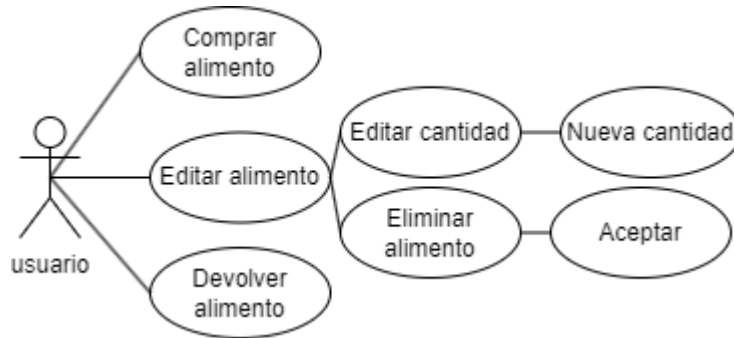 Comprar
alimento
Editar cantidad
Nueva cantidad
Editar alimento
Eliminar
alimento
Aceptar
usuario
Devolver
alimento